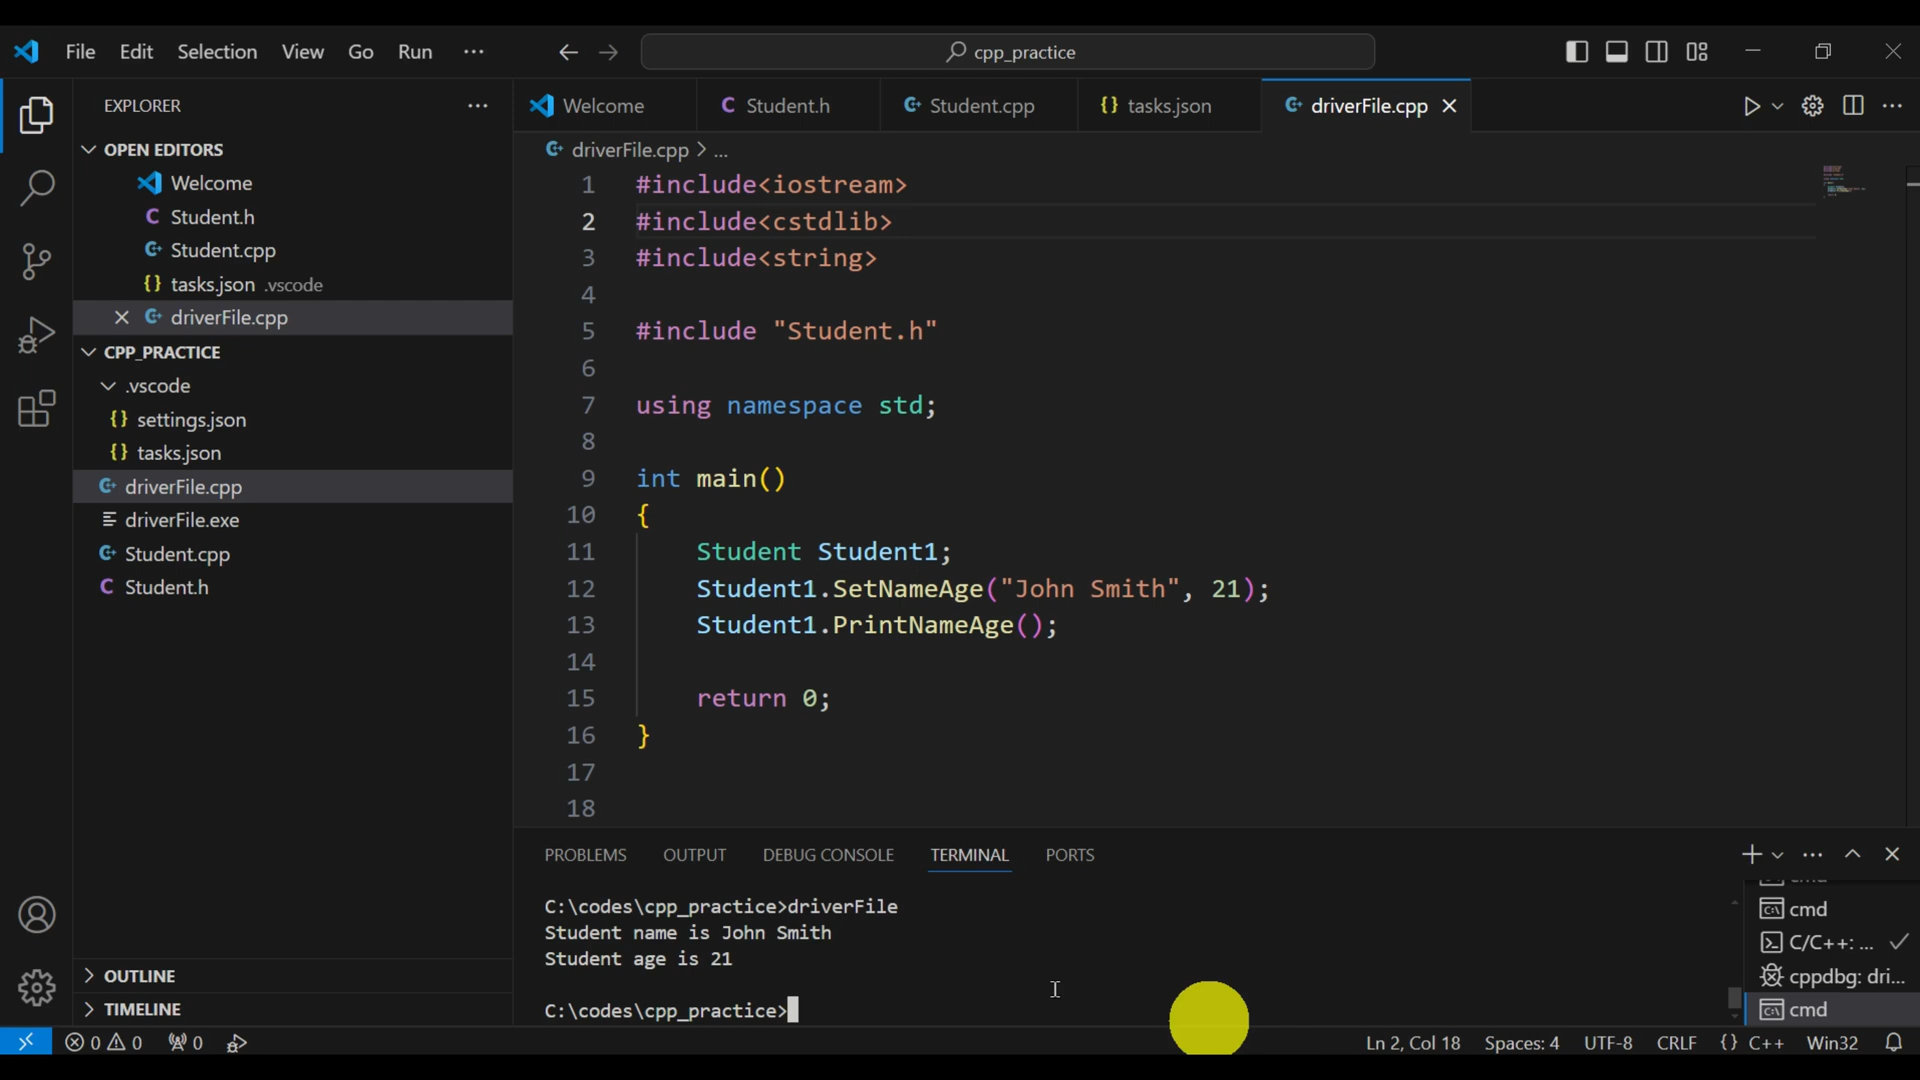 File Edit Selection View Go Run ...
cpp_practice
EXPLORER
OPEN EDITORS
Welcome
Student.h
Student.cpp
tasks.json .vscode
driverFile.cpp
CPP_PRACTICE
.vscode
settings.json
tasks.json
driverFile.cpp
driverFile.exe
Student.cpp
Student.h
OUTLINE
TIMELINE
Welcome Student.h Student.cpp tasks.json driverFile.cpp
driverFile.cpp > ...
1 #include<iostream>
2 #include<cstdlib>
3 #include<string>
4
5 #include "Student.h"
6
7 using namespace std;
8
9 int main()
10 {
11 Student Student1;
12 Student1.SetNameAge("John Smith", 21);
13 Student1.PrintNameAge();
14
15 return 0;
16 }
17
18
PROBLEMS OUTPUT DEBUG CONSOLE TERMINAL PORTS
C:\codes\cpp_practice>driverFile
Student name is John Smith
Student age is 21
C:\codes\cpp_practice>
cmd
C/C++: ...
cppdbg: dri...
cmd
0 0 0 Ln 2, Col 18 Spaces: 4 UTF-8 CRLF {} C++ Win32